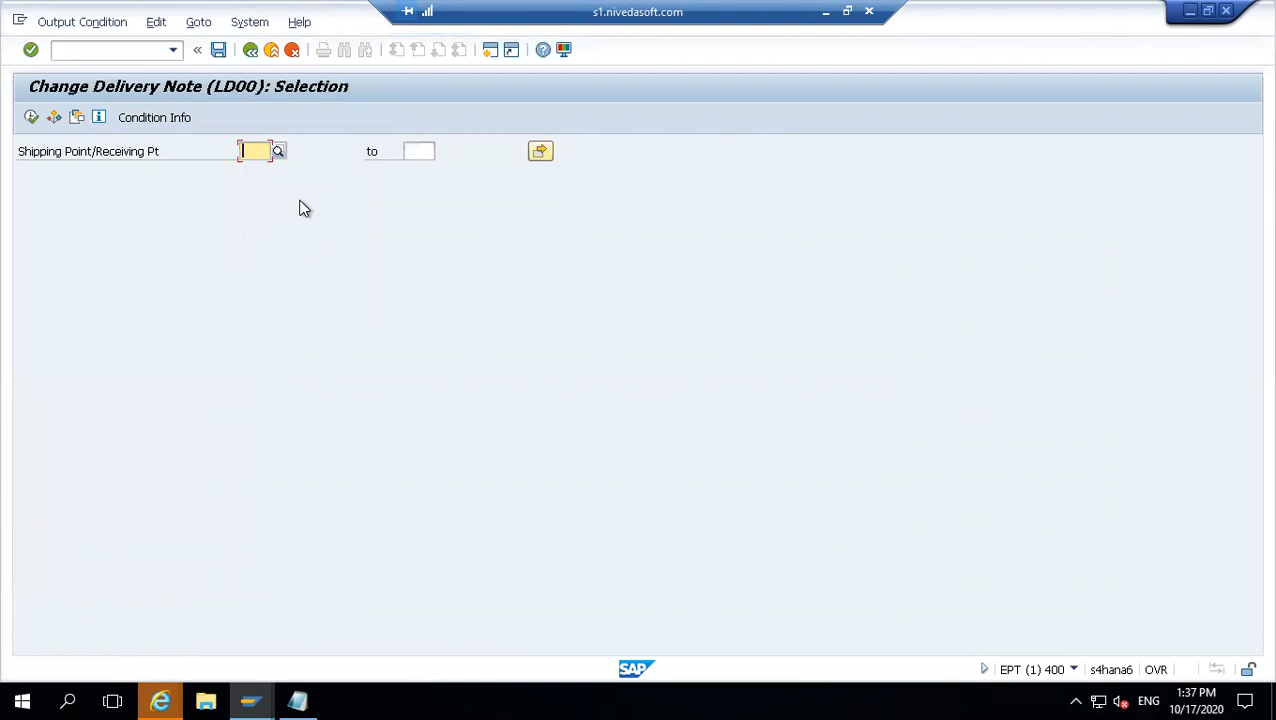 s1.nivedasoft.com
Output Condition Edit Goto System Help
Change Delivery Note (LD00): Selection
Condition Info
Shipping Point/Receiving Pt to
SAP
EPT (1) 400 s4hana6 OVR
ENG
1:37 PM
10/17/2020